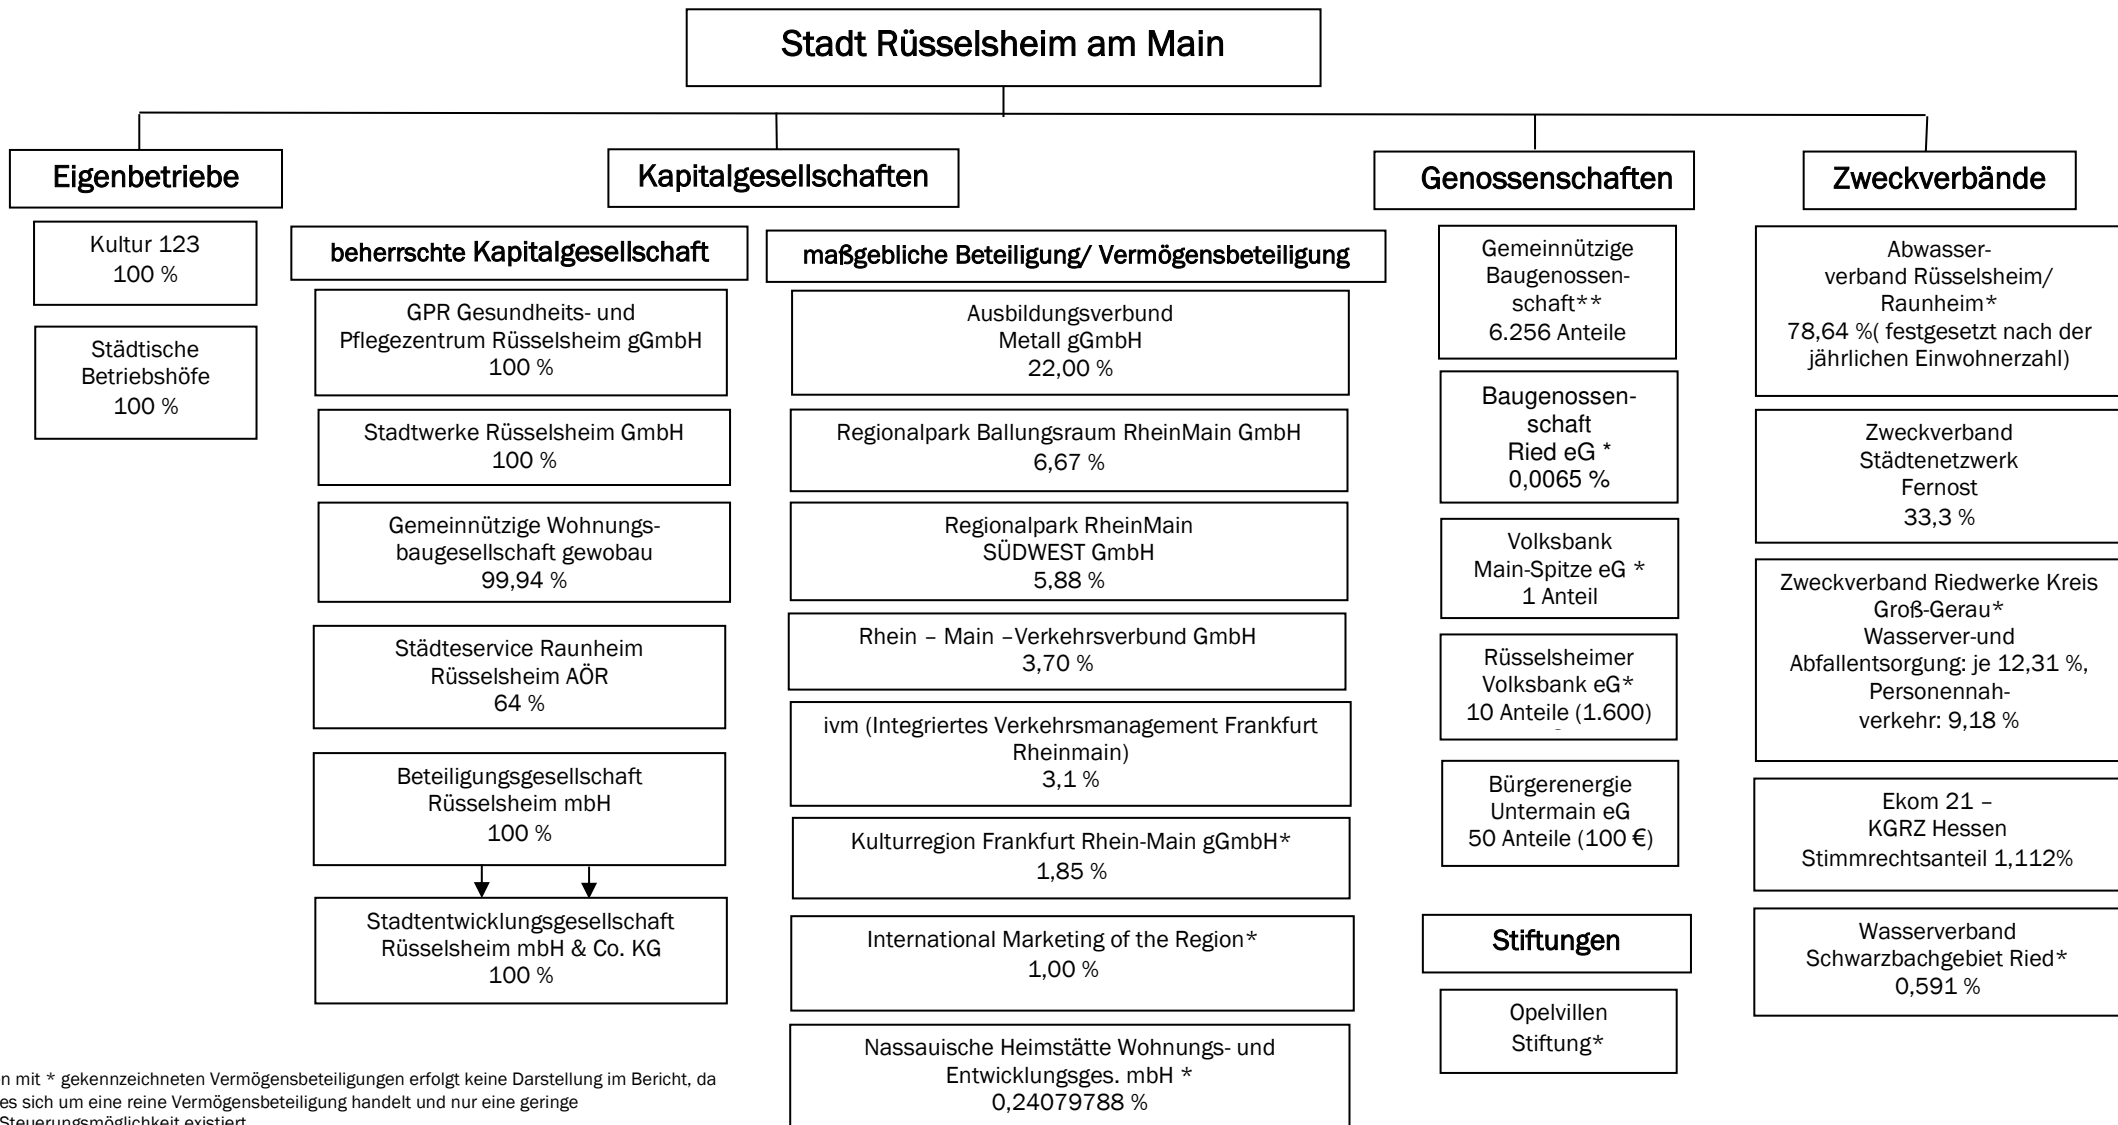 Stadt Rüsselsheim am Main
Eigenbetriebe
Kultur 123
100 %
Städtische
Betriebshöfe
100 %
Kapitalgesellschaften
beherrschte Kapitalgesellschaft
GPR Gesundheits- und
Pflegezentrum Rüsselsheim gGmbH
100 %
Stadtwerke Rüsselsheim GmbH
100 %
Gemeinnützige Wohnungs-
baugesellschaft gewobau
99,94 %
Städteservice Raunheim
Rüsselsheim AÖR
64 %
Beteiligungsgesellschaft
Rüsselsheim mbH
100 %
Stadtentwicklungsgesellschaft
Rüsselsheim mbH & Co. KG
100 %
maßgebliche Beteiligung/ Vermögensbeteiligung
Ausbildungsverbund
Metall gGmbH
22,00 %
Regionalpark Ballungsraum RheinMain GmbH
6,67 %
Regionalpark RheinMain
SÜDWEST GmbH
5,88 %
Rhein – Main –Verkehrsverbund GmbH
3,70 %
ivm (Integriertes Verkehrsmanagement Frankfurt
Rheinmain)
3,1 %
Kulturregion Frankfurt Rhein-Main gGmbH*
1,85 %
International Marketing of the Region*
1,00 %
Nassauische Heimstätte Wohnungs- und
Entwicklungsges. mbH *
0,24079788 %
Genossenschaften
Gemeinnützige
Baugenossen-
schaft**
6.256 Anteile
Baugenossen-
schaft
Ried eG *
0,0065 %
Volksbank
Main-Spitze eG *
1 Anteil
Rüsselsheimer
Volksbank eG*
10 Anteile (1.600)
Bürgerenergie
Untermain eG
50 Anteile (100 €)
Stiftungen
Opelvillen
Stiftung*
Zweckverbände
Abwasser-
verband Rüsselsheim/
Raunheim*
78,64 %( festgesetzt nach der
jährlichen Einwohnerzahl)
Zweckverband
Städtenetzwerk
Fernost
33,3 %
Zweckverband Riedwerke Kreis
Groß-Gerau*
Wasserver-und
Abfallentsorgung: je 12,31 %,
Personennah-
verkehr: 9,18 %
Ekom 21 –
KGRZ Hessen
Stimmrechtsanteil 1,112%
Wasserverband
Schwarzbachgebiet Ried*
0,591 %
n mit * gekennzeichneten Vermögensbeteiligungen erfolgt keine Darstellung im Bericht, da
es sich um eine reine Vermögensbeteiligung handelt und nur eine geringe
Steuerungsmöglichkeit existiert